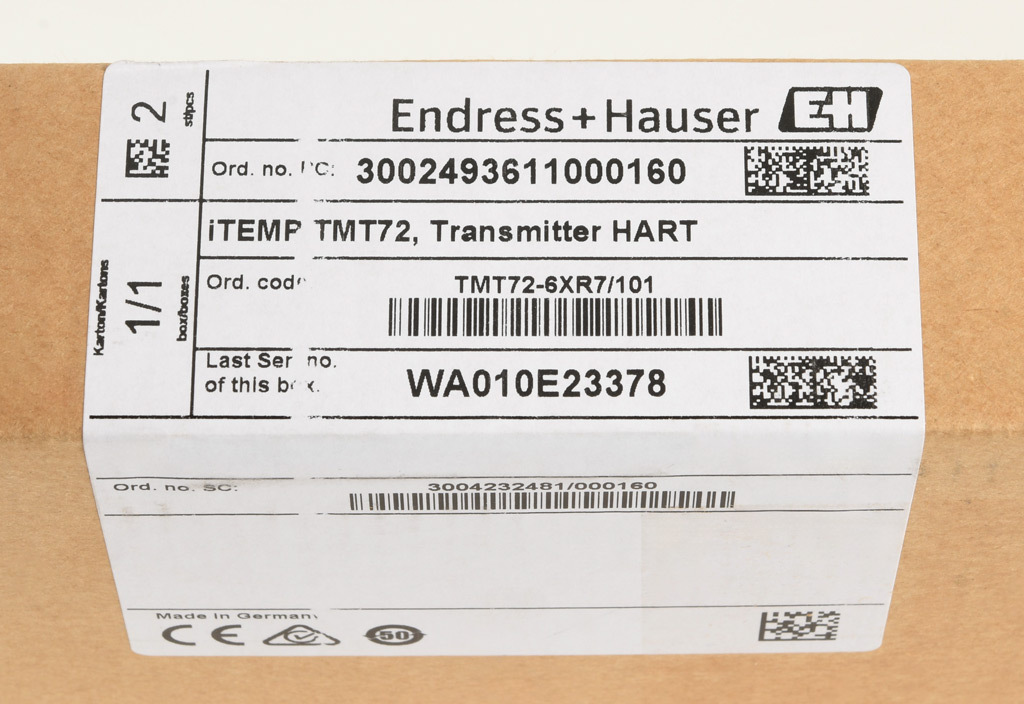 2 st/pcs
Karton/Kartons 1/1 box/boxes
Endress+Hauser EH
Ord. no. PC: 3002493611000160
iTEMP TMT72, Transmitter HART
Ord. code
TMT72-6XR7/101
Last Ser no.
of this box.
WA010E23378
Ord. no. SC: 3004232481/000160
Made in Germany
CE
50